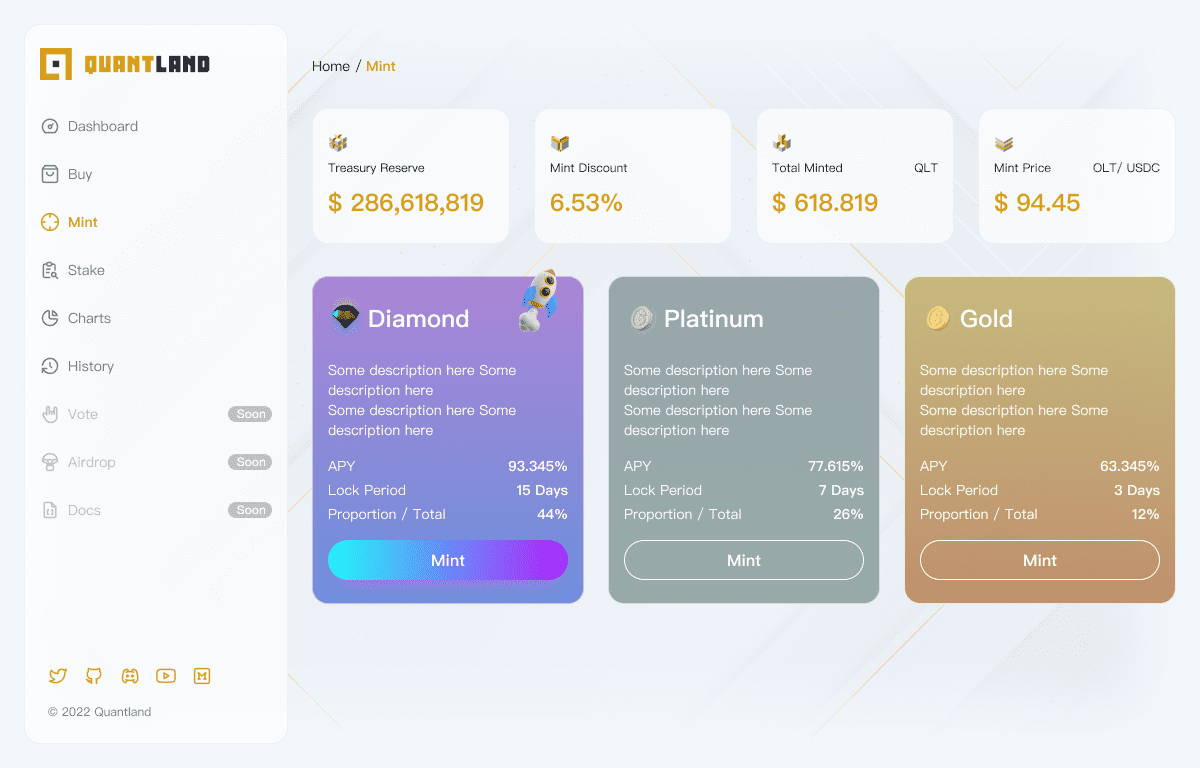 QUANTLAND
Dashboard
Buy
Mint
Stake
Charts
History
Vote Soon
Airdrop Soon
Docs Soon
© 2022 Quantland
Home / Mint
Treasury Reserve
$ 286,618,819
Mint Discount
6.53%
Total Minted QLT
$ 618.819
Mint Price OLT/ USDC
$ 94.45
Diamond
Some description here Some
description here
Some description here Some
description here
APY 93.345%
Lock Period 15 Days
Proportion / Total 44%
Mint
Platinum
Some description here Some
description here
Some description here Some
description here
APY 77.615%
Lock Period 7 Days
Proportion / Total 26%
Mint
Gold
Some description here Some
description here
Some description here Some
description here
APY 63.345%
Lock Period 3 Days
Proportion / Total 12%
Mint